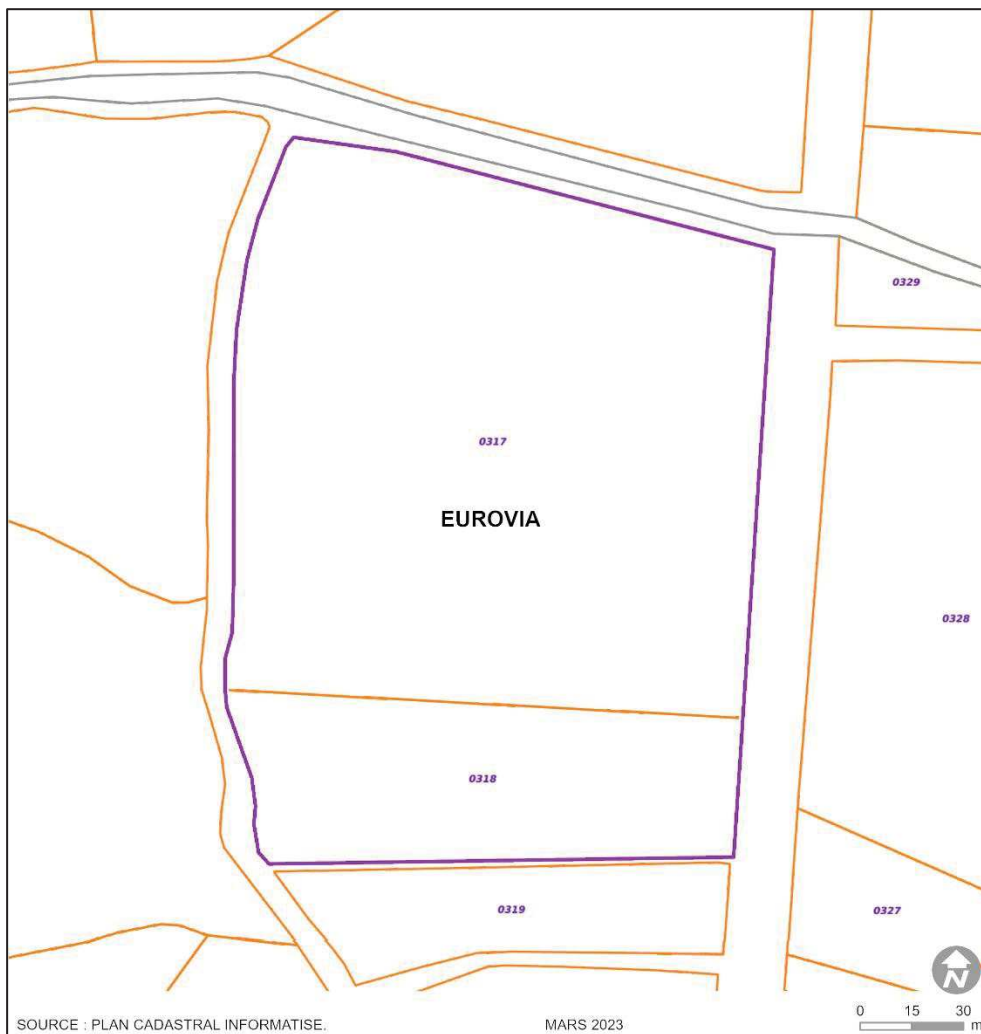 0329
0317
EUROVIA
0328
0318
0319
0327
N
SOURCE : PLAN CADASTRAL INFORMATISE.
MARS 2023
0 15 30
m